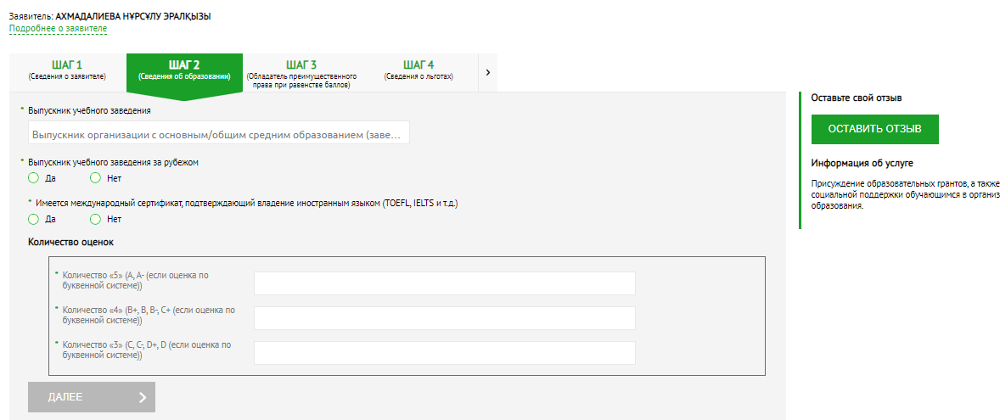 Заявитель: АХМАДАЛИЕВА НҰРСҰЛУ ЭРАЛҚЫЗЫ
Подробнее о заявителе
ШАГ 1
(Сведения о заявителе)
ШАГ 2
(Сведения об образовании)
ШАГ 3
(Обладатель преимущественного
права при равенстве баллов)
ШАГ 4
(Сведения о льготах)
* Выпускник учебного заведения
Выпускник организации с основным/общим средним образованием (заве...
* Выпускник учебного заведения за рубежом
Да Нет
* Имеется международный сертификат, подтверждающий владение иностранным языком (TOEFL, IELTS и т.д.)
Да Нет
Количество оценок
* Количество «5» (A, A- (если оценка по
буквенной системе))
* Количество «4» (B+, B, B-, C+ (если оценка по
буквенной системе))
* Количество «3» (C, C-, D+, D (если оценка по
буквенной системе))
ДАЛЕЕ
Оставьте свой отзыв
ОСТАВИТЬ ОТЗЫВ
Информация об услуге
Присуждение образовательных грантов, а также
социальной поддержки обучающимся в организ
образования.